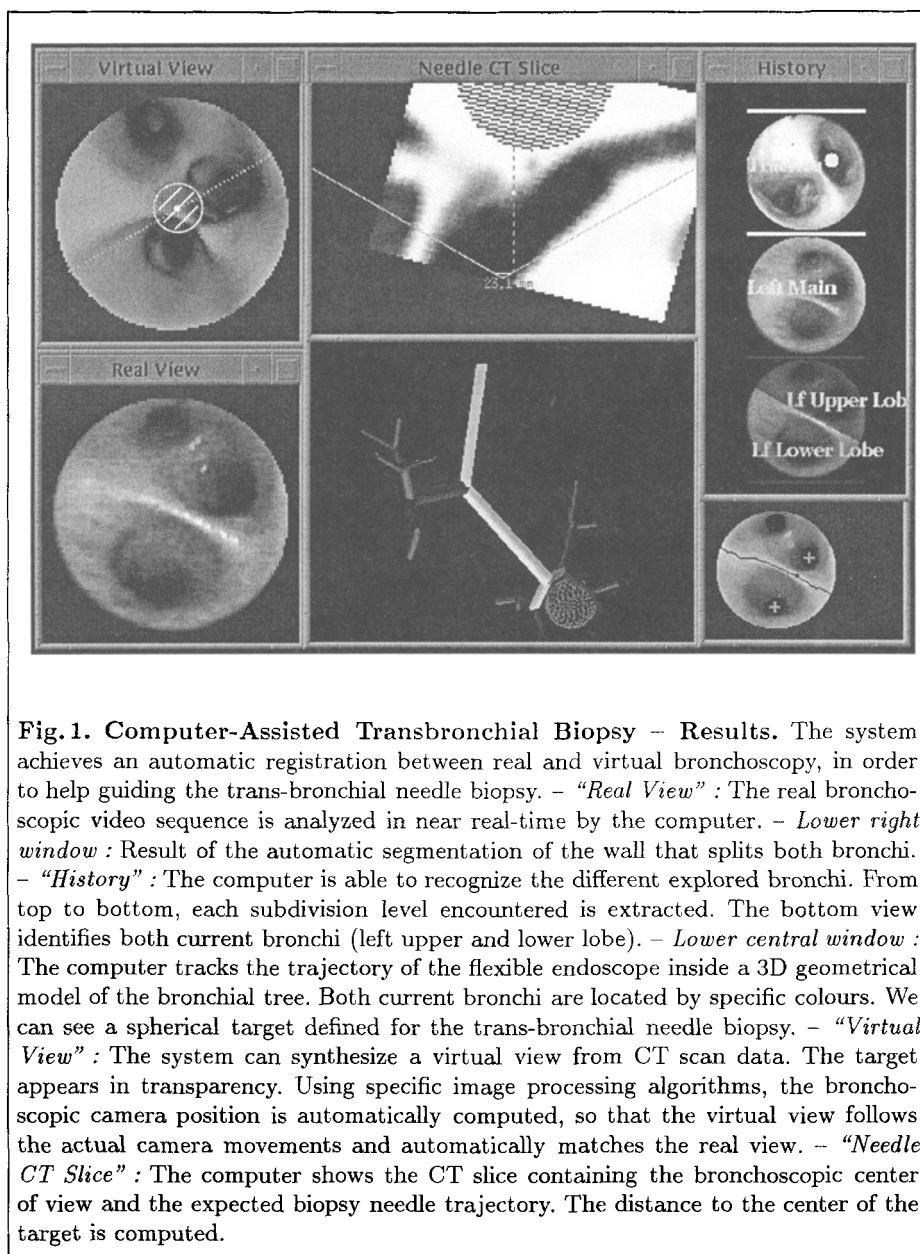 Virtual View
Needle CT Slice
History
23.1 mm
Left Main
Real View
Lf Upper Lob
Lf Lower Lobe
Fig. 1. Computer-Assisted Transbronchial Biopsy – Results. The system
achieves an automatic registration between real and virtual bronchoscopy, in order
to help guiding the trans-bronchial needle biopsy. – “Real View” : The real broncho-
scopic video sequence is analyzed in near real-time by the computer. – Lower right
window : Result of the automatic segmentation of the wall that splits both bronchi.
– “History” : The computer is able to recognize the different explored bronchi. From
top to bottom, each subdivision level encountered is extracted. The bottom view
identifies both current bronchi (left upper and lower lobe). – Lower central window :
The computer tracks the trajectory of the flexible endoscope inside a 3D geometrical
model of the bronchial tree. Both current bronchi are located by specific colours. We
can see a spherical target defined for the trans-bronchial needle biopsy. – “Virtual
View” : The system can synthesize a virtual view from CT scan data. The target
appears in transparency. Using specific image processing algorithms, the broncho-
scopic camera position is automatically computed, so that the virtual view follows
the actual camera movements and automatically matches the real view. – “Needle
CT Slice” : The computer shows the CT slice containing the bronchoscopic center
of view and the expected biopsy needle trajectory. The distance to the center of the
target is computed.